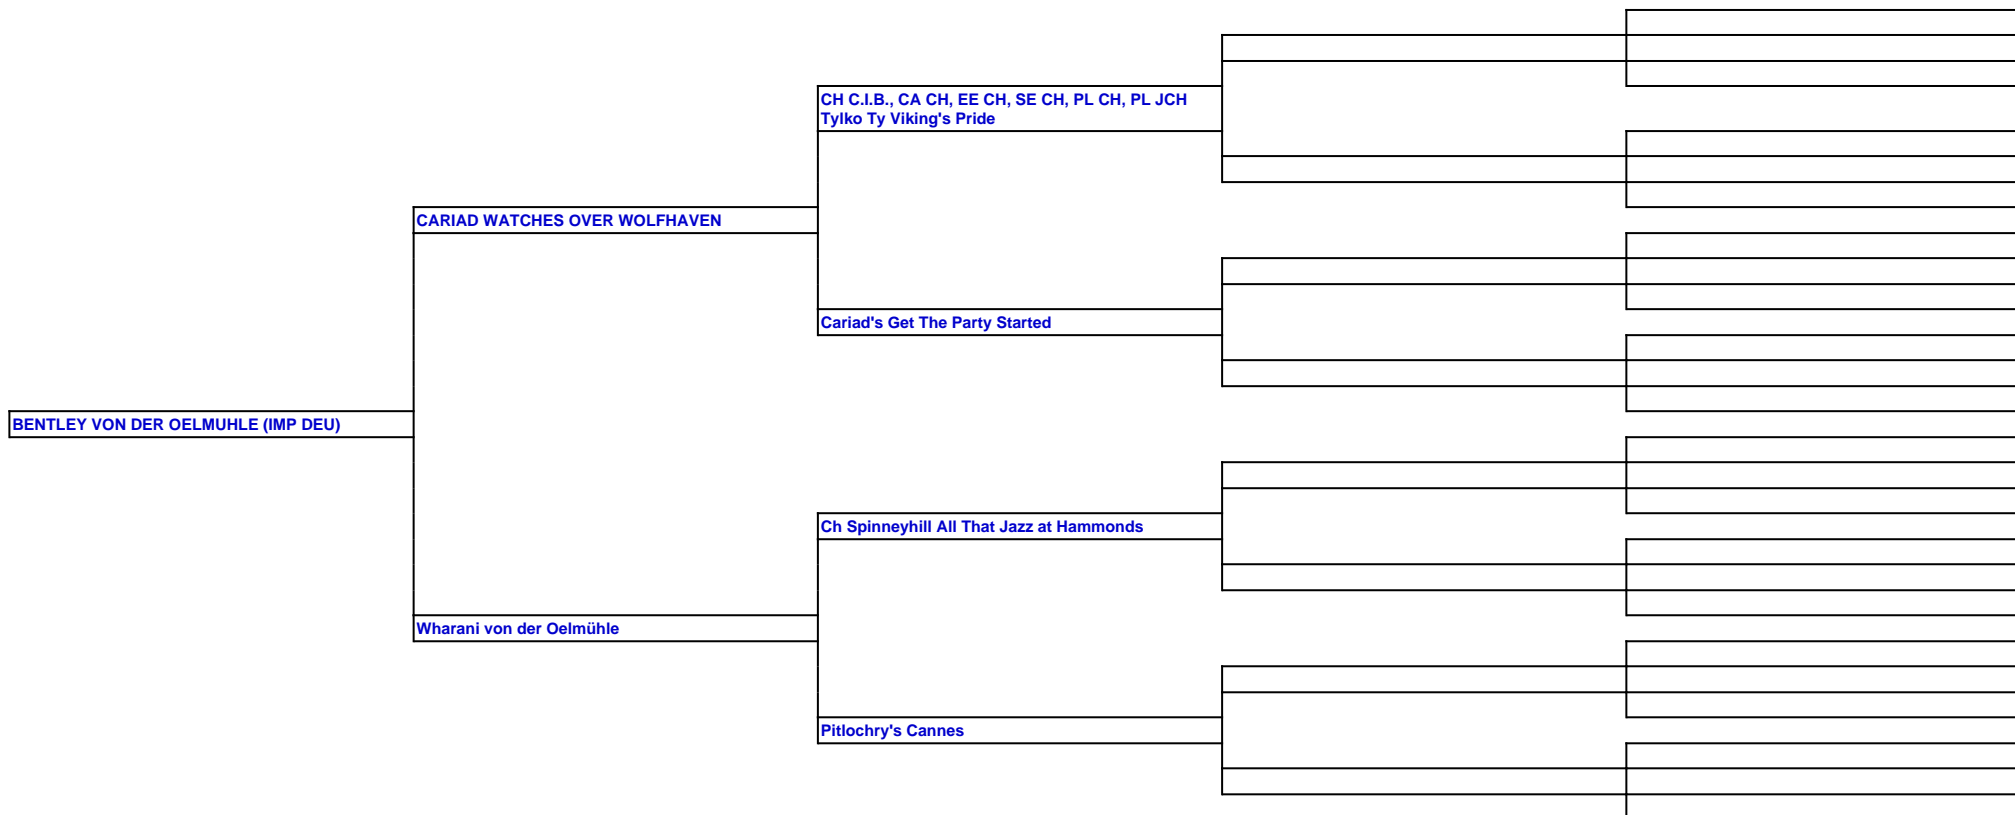 CH C.I.B., CA CH, EE CH, SE CH, PL CH, PL JCH
Tylko Ty Viking's Pride
CARIAD WATCHES OVER WOLFHAVEN
Cariad's Get The Party Started
BENTLEY VON DER OELMUHLE (IMP DEU)
Ch Spinneyhill All That Jazz at Hammonds
Wharani von der Oelmühle
Pitlochry's Cannes